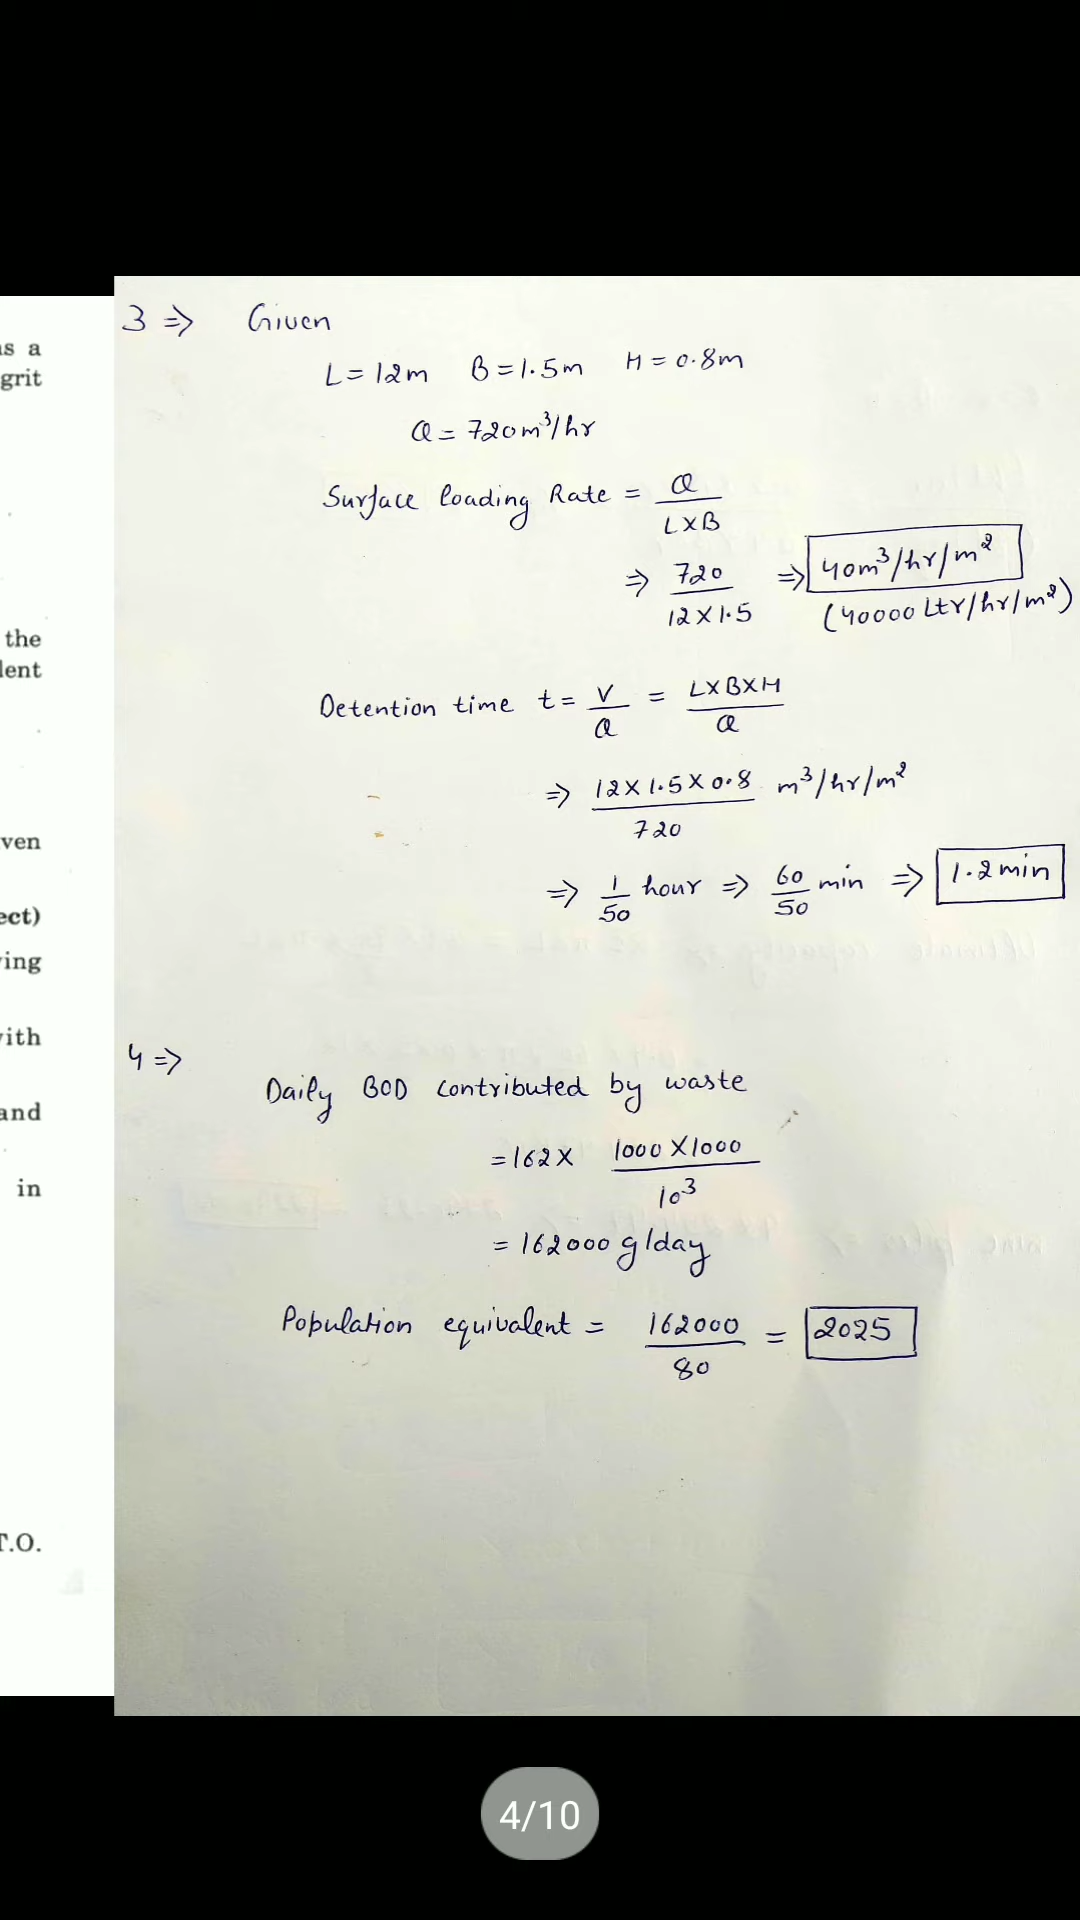 s a
grit
the
lent
ven
ect)
ing
with
and
in
T.O.
3 ⇒ Given
L = 12m B = 1.5m H = 0.8m
Q = 720m³/hr
Surface loading Rate = Q / L×B
⇒ 720 / 12×1.5 ⇒ 40m³/hr/m²
(40000 Ltr/hr/m²)
Detention time t = V / Q = L×B×H / Q
⇒ 12×1.5×0.8 / 720 m³/hr/m²
⇒ 1 / 50 hour ⇒ 60 / 50 min ⇒ 1.2min
4 ⇒
Daily BOD contributed by waste
= 162 × 1000×1000 / 10³
= 162000 g/day
Population equivalent = 162000 / 80 = 2025
4/10